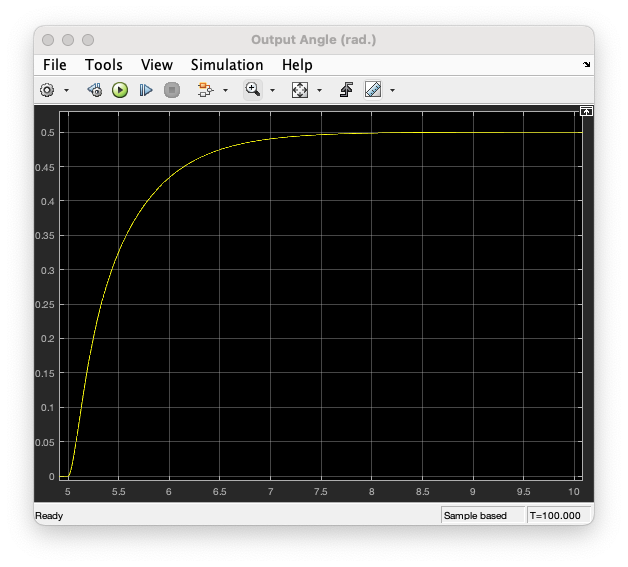 Output Angle (rad.)
File Tools View Simulation Help
0.5
0.45
0.4
0.35
0.3
0.25
0.2
0.15
0.1
0.05
0
5 5.5 6 6.5 7 7.5 8 8.5 9 9.5 10
Ready Sample based T=100.000